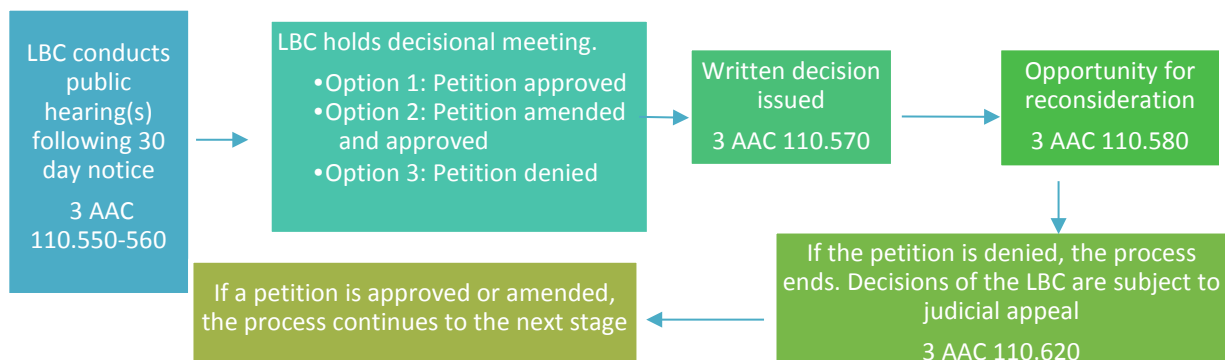 LBC conducts
public
hearing(s)
following 30
day notice
3 AAC
110.550-560
LBC holds decisional meeting.
•Option 1: Petition approved
•Option 2: Petition amended
and approved
•Option 3: Petition denied
Written decision
issued
3 AAC 110.570
Opportunity for
reconsideration
3 AAC 110.580
If the petition is denied, the process
ends. Decisions of the LBC are subject to
judicial appeal
3 AAC 110.620
If a petition is approved or amended,
the process continues to the next stage